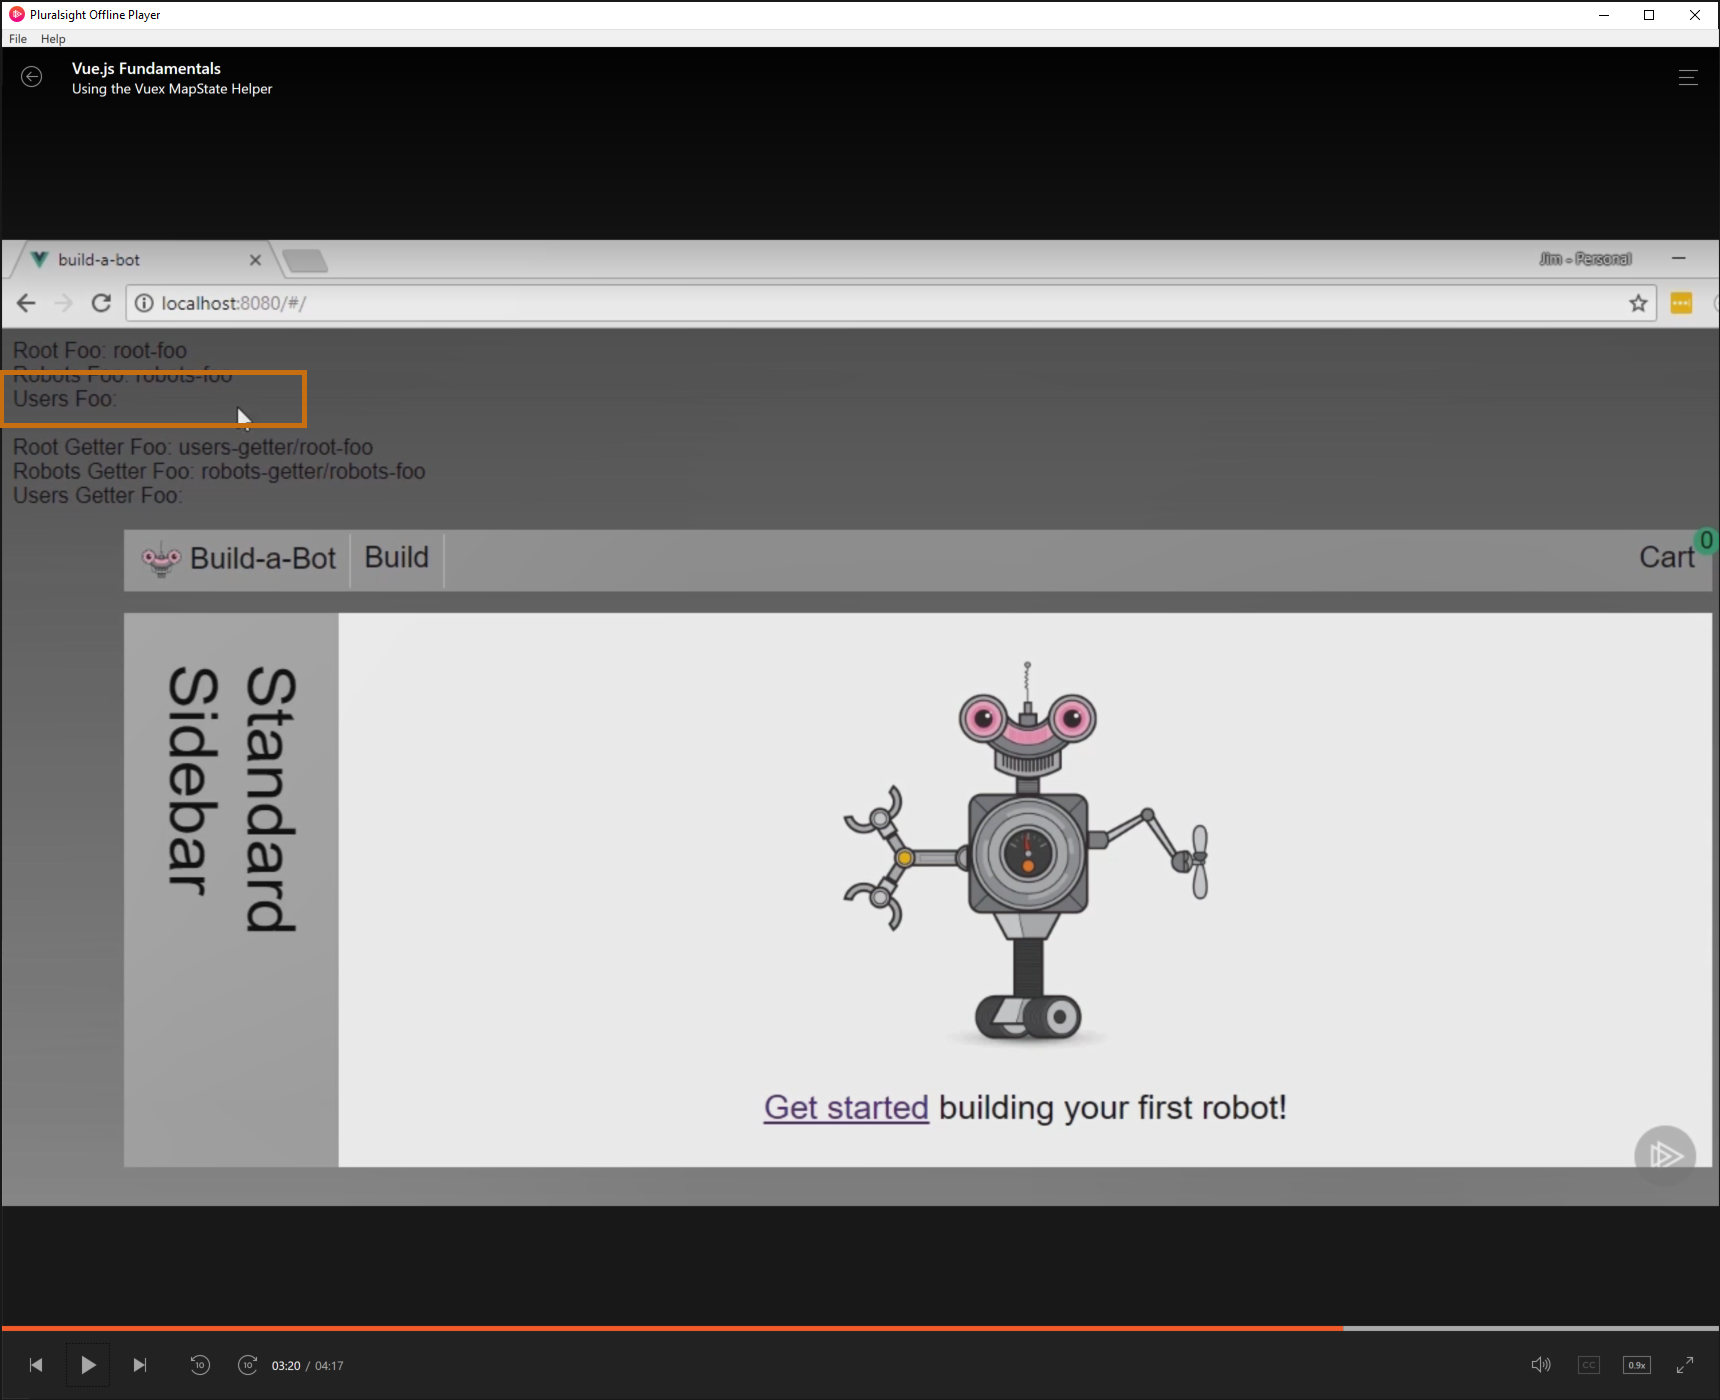 Pluralsight Offline Player
File Help
Vue.js Fundamentals
Using the Vuex MapState Helper
build-a-bot
Jim - Personal
localhost:8080/#/
Root Foo: root-foo
Robots Foo: robots-foo
Users Foo:
Root Getter Foo: users-getter/root-foo
Robots Getter Foo: robots-getter/robots-foo
Users Getter Foo:
Build-a-Bot Build Cart 0
Standard
Sidebar
Get started building your first robot!
10 10 03:20 / 04:17 CC 0.9x